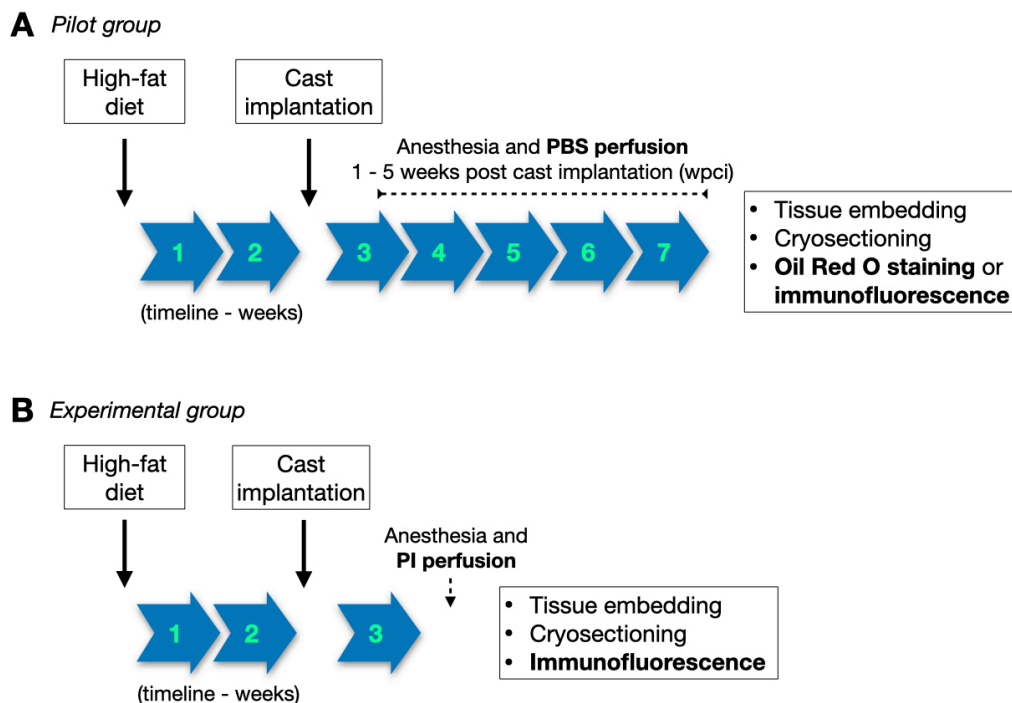 A Pilot group
High-fat
diet
Cast
implantation
Anesthesia and PBS perfusion
1 - 5 weeks post cast implantation (wpci)
1 2 3 4 5 6 7
(timeline - weeks)
• Tissue embedding
• Cryosectioning
• Oil Red O staining or
immunofluorescence
B Experimental group
High-fat
diet
Cast
implantation
Anesthesia and
PI perfusion
1 2 3
(timeline - weeks)
• Tissue embedding
• Cryosectioning
• Immunofluorescence